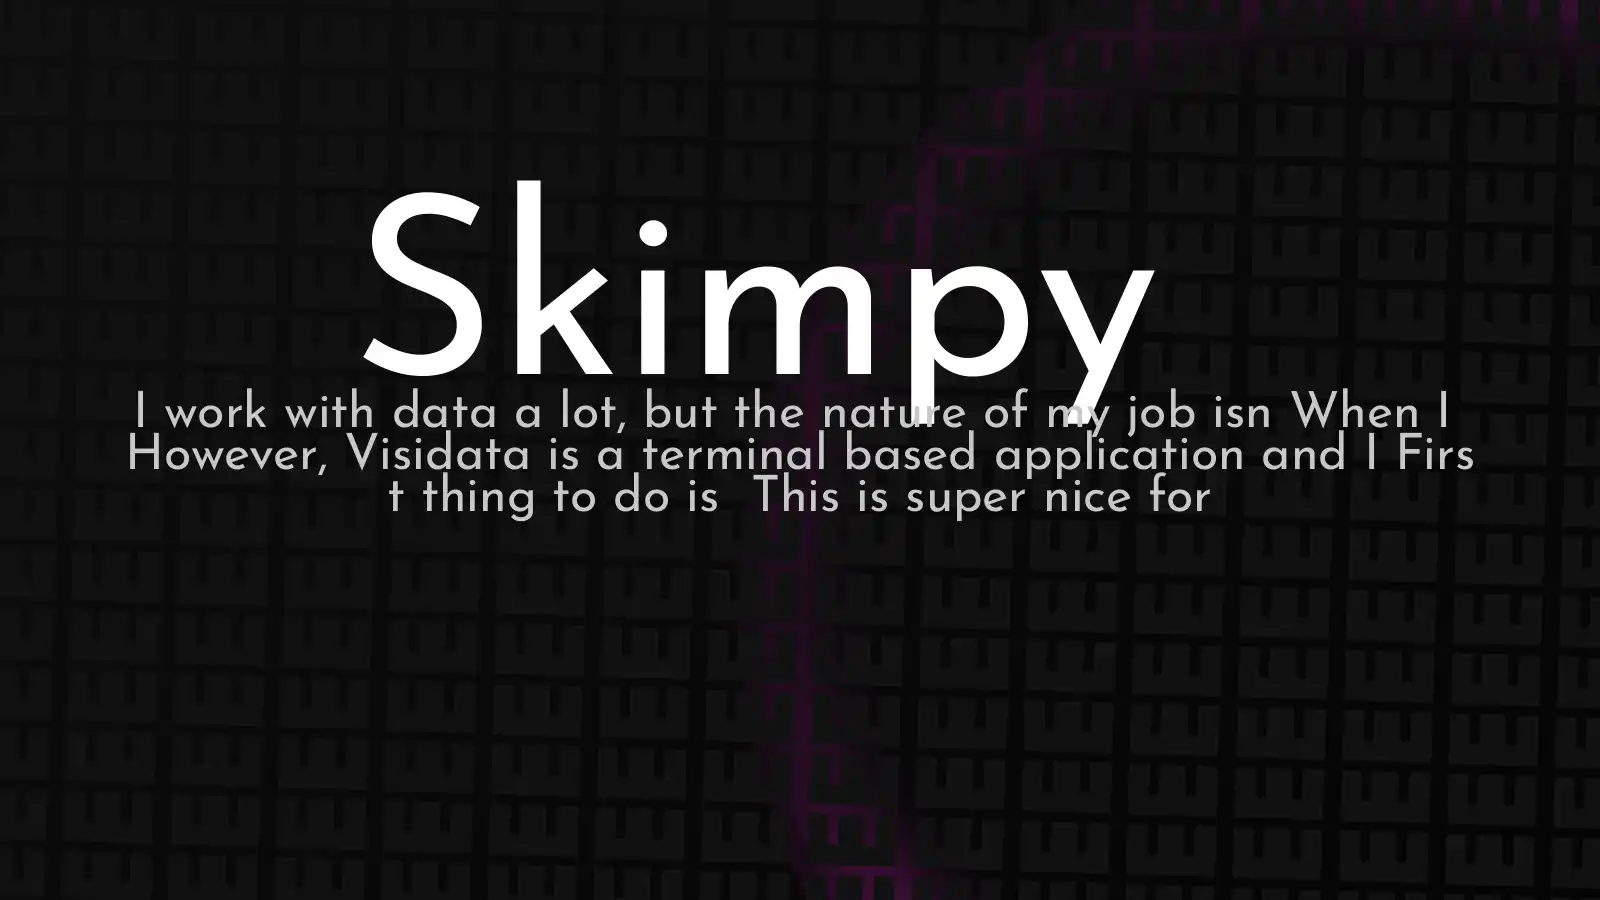 Skimpy
I work with data a lot, but the nature of my job isn When I
However, Visidata is a terminal based application and I Firs
t thing to do is  This is super nice for